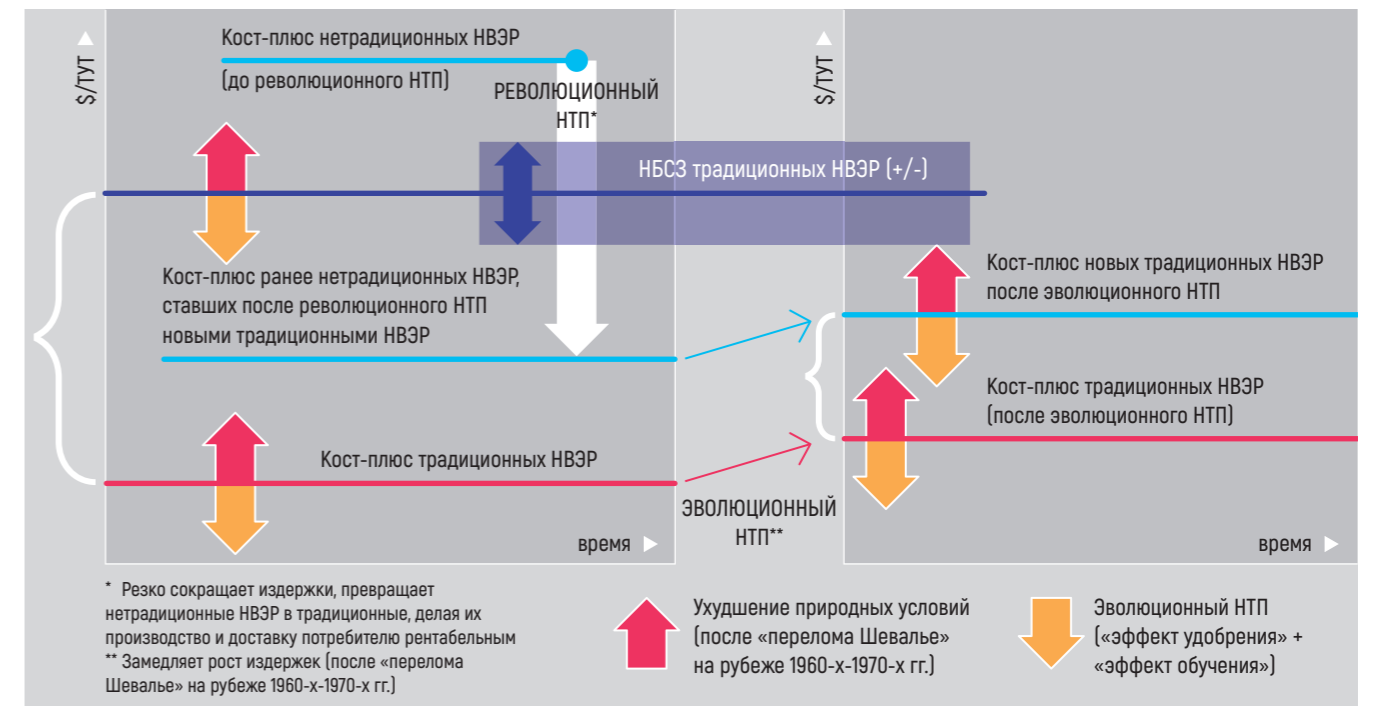 $/ТУТ
Кост-плюс нетрадиционных НВЭР
(до революционного НТП)
РЕВОЛЮЦИОННЫЙ
НТП*
НБСЗ традиционных НВЭР (+/-)
Кост-плюс ранее нетрадиционных НВЭР,
ставших после революционного НТП
новыми традиционными НВЭР
Кост-плюс традиционных НВЭР
время
ЭВОЛЮЦИОННЫЙ
НТП**
$/ТУТ
Кост-плюс новых традиционных НВЭР
после эволюционного НТП
Кост-плюс традиционных НВЭР
(после эволюционного НТП)
время
* Резко сокращает издержки, превращает
нетрадиционные НВЭР в традиционные, делая их
производство и доставку потребителю рентабельным
** Замедляет рост издержек (после «перелома
Шевалье» на рубеже 1960-х-1970-х гг.)
Ухудшение природных условий
(после «перелома Шевалье»
на рубеже 1960-х-1970-х гг.)
Эволюционный НТП
(«эффект удобрения» +
«эффект обучения»)